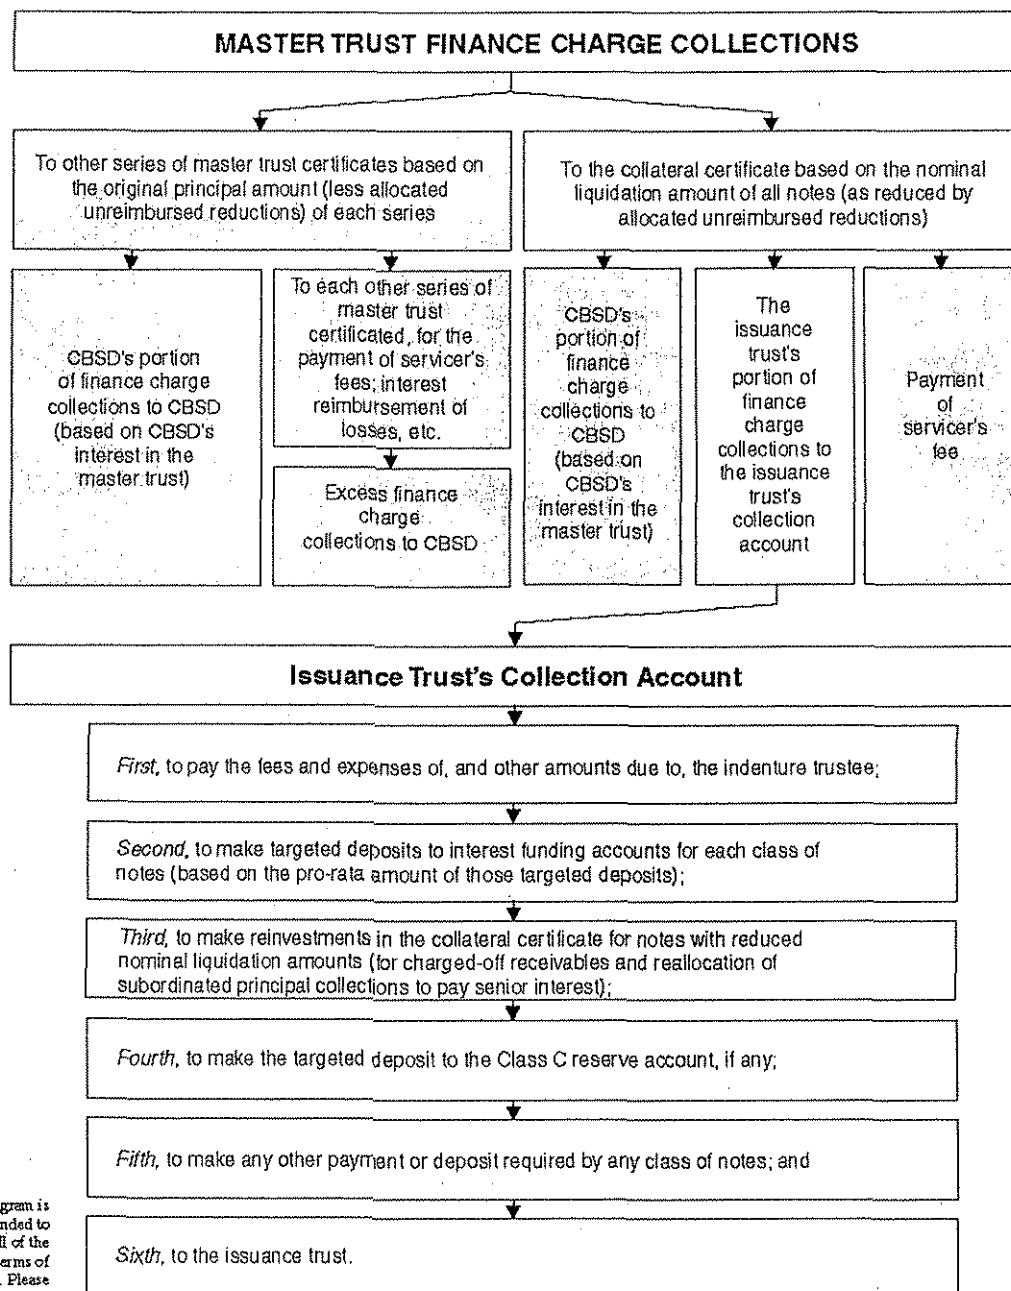 MASTER TRUST FINANCE CHARGE COLLECTIONS
To other series of master trust certificates based on
the original principal amount (less allocated
unreimbursed reductions) of each series
To the collateral certificate based on the nominal
liquidation amount of all notes (as reduced by
allocated unreimbursed reductions)
CBSD's portion
of finance charge
collections to CBSD
(based on CBSD's
interest in the
master trust)
To each other series of
master trust
certificated, for the
payment of servicer's
fees; interest
reimbursement of
losses, etc.
Excess finance
charge
collections to CBSD
CBSD's
portion of
finance
charge
collections to
CBSD
(based on
CBSD's
interest in the
master trust)
The
issuance
trust's
portion of
finance
charge
collections to
the issuance
trust's
collection
account
Payment
of
servicer's
fee
Issuance Trust's Collection Account
First, to pay the fees and expenses of, and other amounts due to, the indenture trustee;
Second, to make targeted deposits to interest funding accounts for each class of
notes (based on the pro-rata amount of those targeted deposits);
Third, to make reinvestments in the collateral certificate for notes with reduced
nominal liquidation amounts (for charged-off receivables and reallocation of
subordinated principal collections to pay senior interest);
Fourth, to make the targeted deposit to the Class C reserve account, if any;
Fifth, to make any other payment or deposit required by any class of notes; and
Sixth, to the issuance trust.
gram is
nded to
ll of the
erms of
. Please